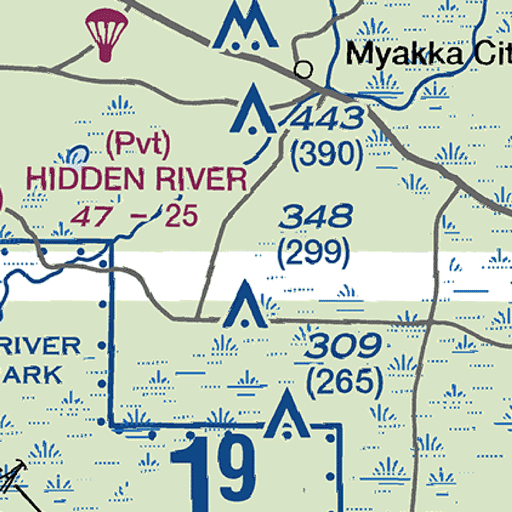 Myakka Cit
443
(390)
(Pvt)
HIDDEN RIVER
47 – 25
348
(299)
RIVER
ARK
309
(265)
19